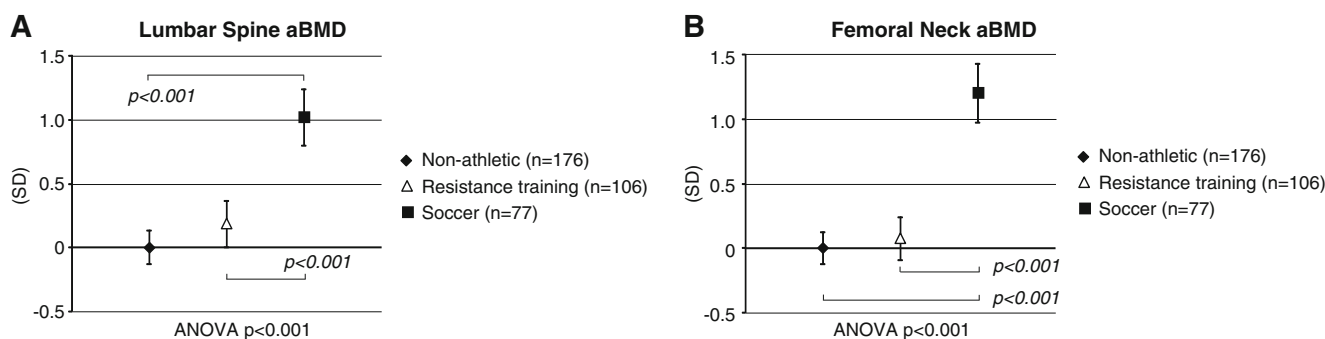 A
Lumbar Spine aBMD
1.5
p<0.001
1.0
(SD)
0.5
0
p<0.001
-0.5
ANOVA p<0.001
Non-athletic (n=176)
Resistance training (n=106)
Soccer (n=77)
B
Femoral Neck aBMD
1.5
1.0
(SD)
0.5
0
p<0.001
p<0.001
-0.5
ANOVA p<0.001
Non-athletic (n=176)
Resistance training (n=106)
Soccer (n=77)